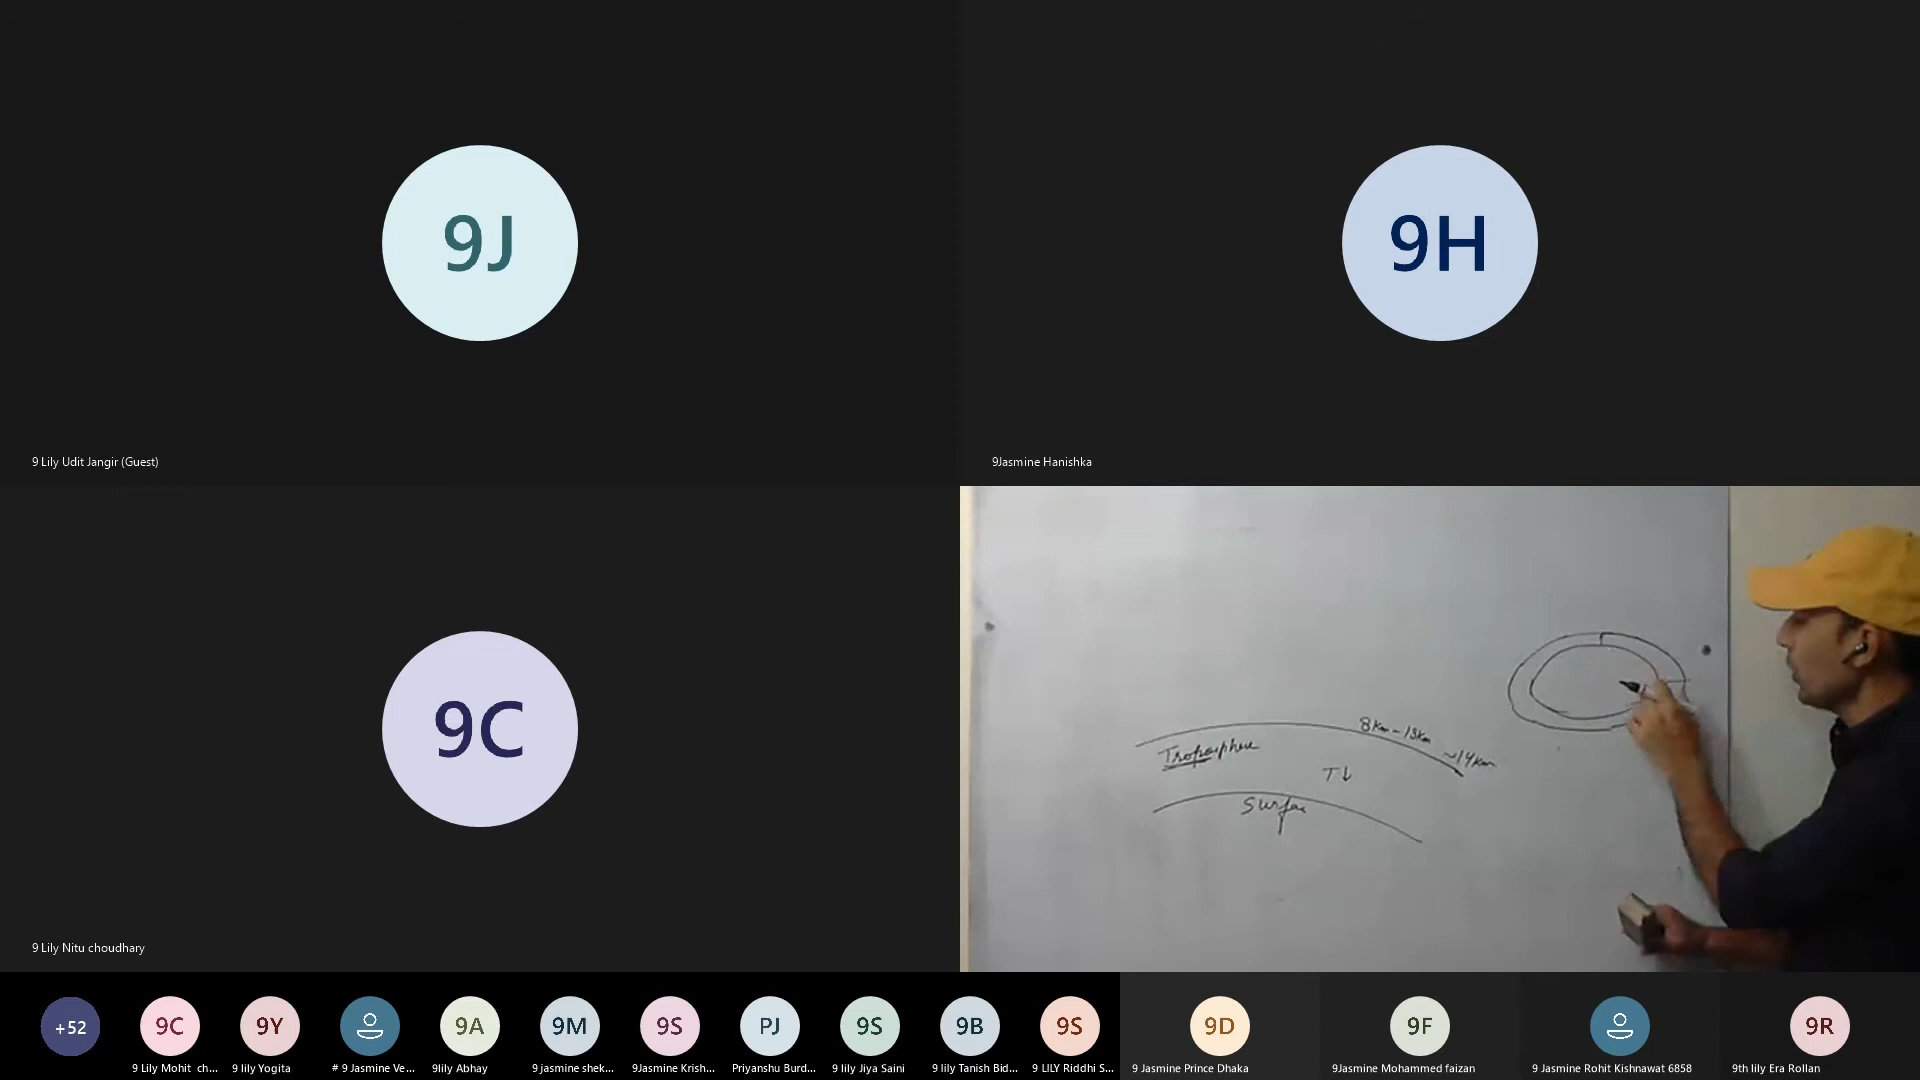 9J
9H
9 Lily Udit Jangir (Guest)
9Jasmine Hanishka
9C
8Km - 13Km
~14Km
Troposphere
T↓
Surfac
9 Lily Nitu choudhary
+52
9C
9Y
9A
9M
9S
PJ
9S
9B
9S
9D
9F
9R
9 Lily Mohit ch...
9 lily Yogita
# 9 Jasmine Ve...
9lily Abhay
9 jasmine shek...
9Jasmine Krish...
Priyanshu Burd...
9 lily Jiya Saini
9 lily Tanish Bid...
9 LILY Riddhi S...
9 Jasmine Prince Dhaka
9Jasmine Mohammed faizan
9 Jasmine Rohit Kishnawat 6858
9th lily Era Rollan